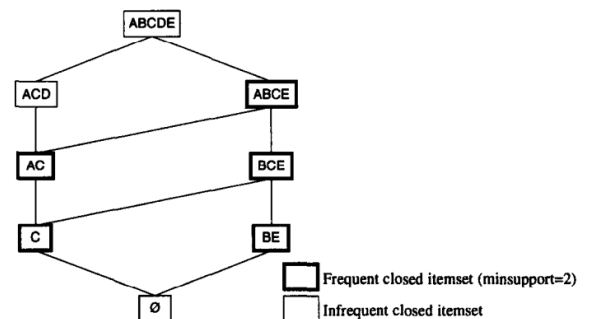 ABCDE
ACD
ABCE
AC
BCE
C
BE
Ø
Frequent closed itemset (minsupport=2)
Infrequent closed itemset